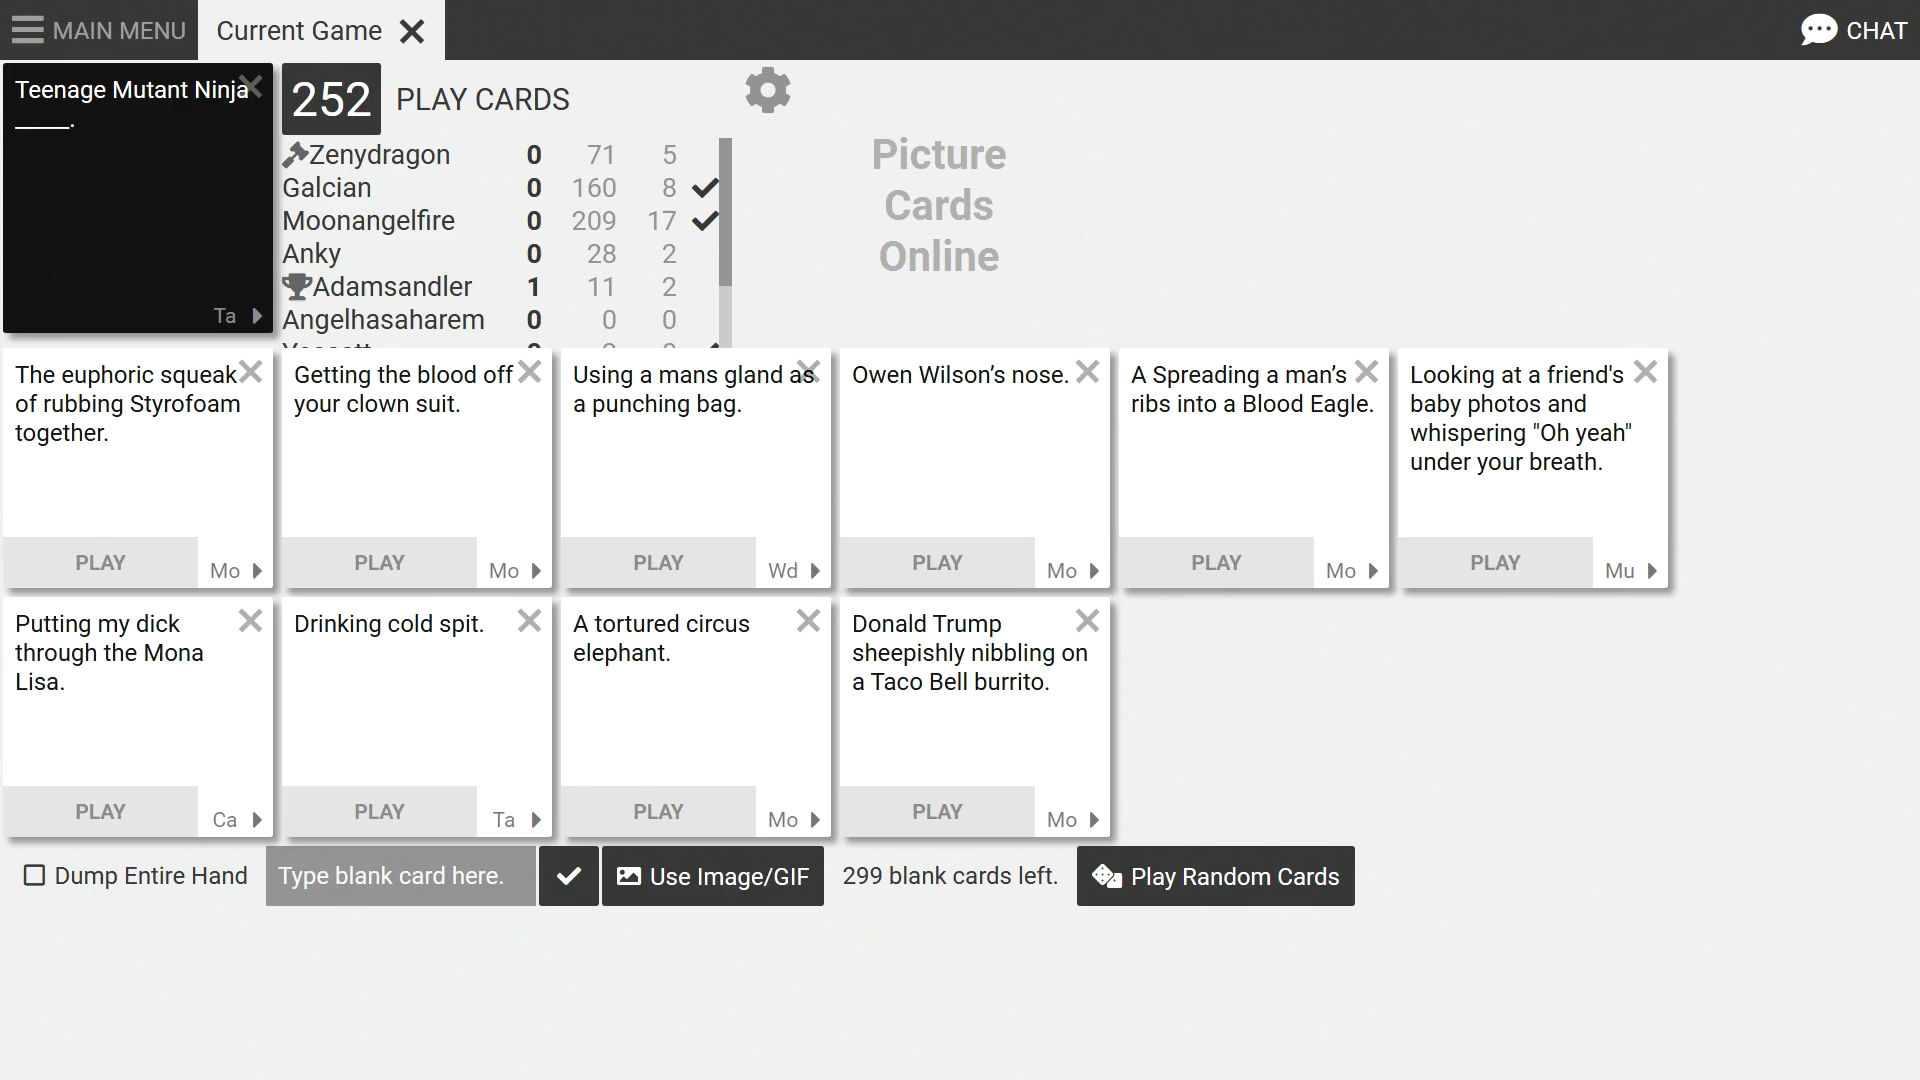 MAIN MENU
Current Game
CHAT
Teenage Mutant Ninja
_____.
Ta
252 PLAY CARDS
Zenydragon 0 71 5
Galcian 0 160 8
Moonangelfire 0 209 17
Anky 0 28 2
Adamsandler 1 11 2
Angelhasaharem 0 0 0
Picture
Cards
Online
The euphoric squeak
of rubbing Styrofoam
together.
PLAY
Mo
Getting the blood off
your clown suit.
PLAY
Mo
Using a mans gland as
a punching bag.
PLAY
Wd
Owen Wilson’s nose.
PLAY
Mo
A Spreading a man’s
ribs into a Blood Eagle.
PLAY
Mo
Looking at a friend's
baby photos and
whispering "Oh yeah"
under your breath.
PLAY
Mu
Putting my dick
through the Mona
Lisa.
PLAY
Ca
Drinking cold spit.
PLAY
Ta
A tortured circus
elephant.
PLAY
Mo
Donald Trump
sheepishly nibbling on
a Taco Bell burrito.
PLAY
Mo
Dump Entire Hand
Type blank card here.
Use Image/GIF
299 blank cards left.
Play Random Cards